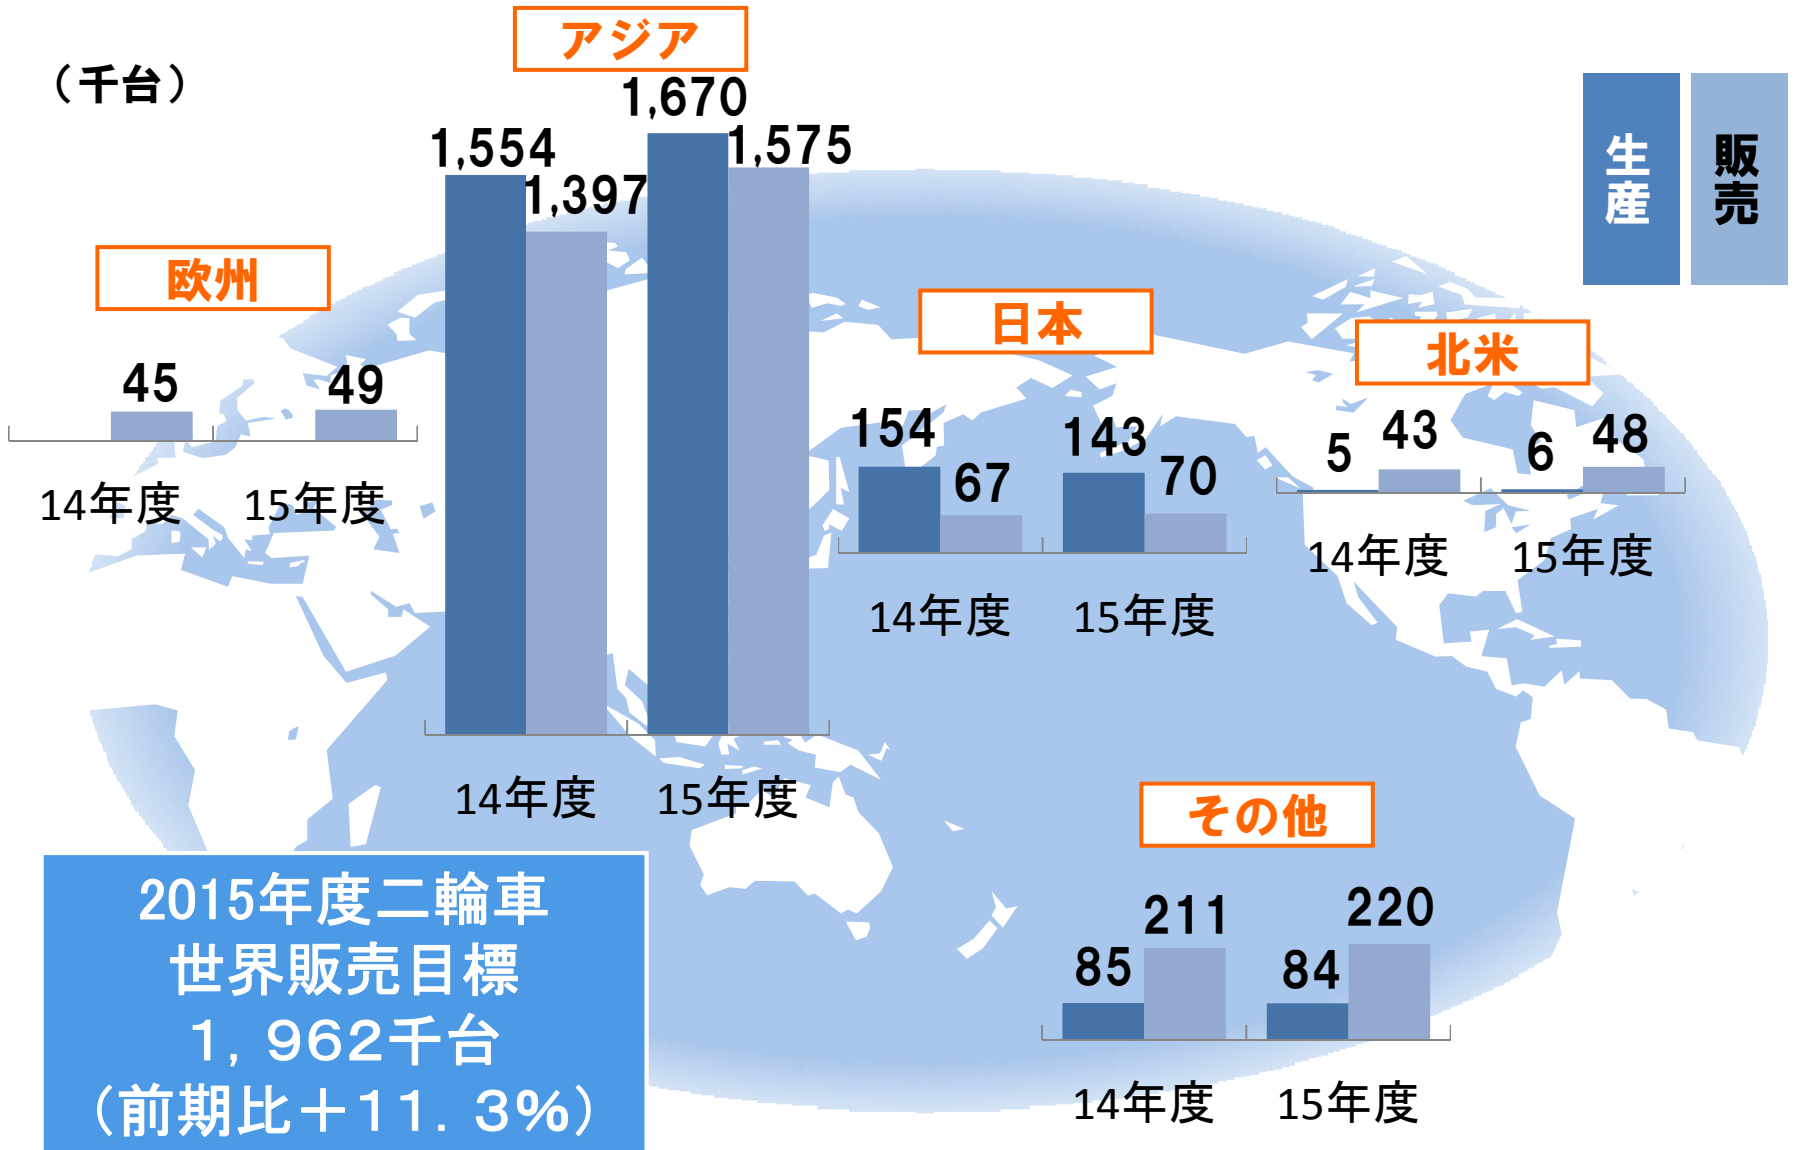 （千台）
アジア
1,554
1,397
1,670
1,575
14年度
15年度
生産
販売
欧州
45
49
14年度
15年度
日本
154
67
143
70
14年度
15年度
北米
5
43
6
48
14年度
15年度
その他
85
211
84
220
14年度
15年度
2015年度二輪車
世界販売目標
１，９６２千台
（前期比＋１１．３％）